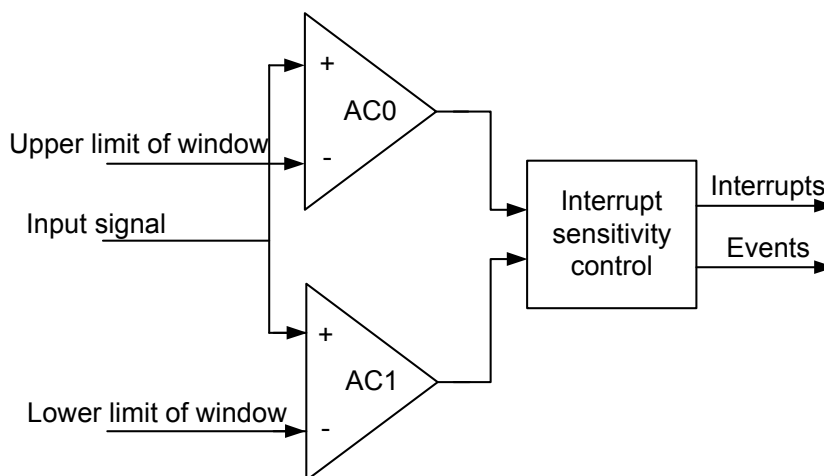 +
AC0
-
Upper limit of window
Input signal
Interrupt
sensitivity
control
Interrupts
Events
+
AC1
-
Lower limit of window